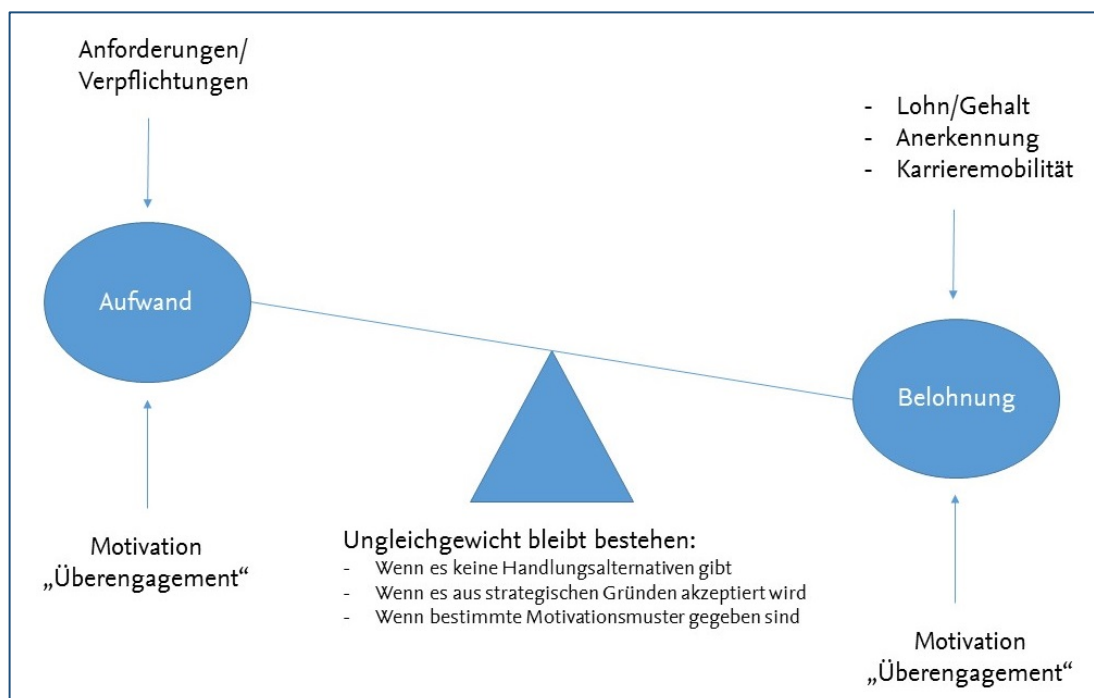 Anforderungen/
Verpflichtungen
- Lohn/Gehalt
- Anerkennung
- Karrieremobilität
Aufwand
Belohnung
Motivation
„Überengagement“
Ungleichgewicht bleibt bestehen:
- Wenn es keine Handlungsalternativen gibt
- Wenn es aus strategischen Gründen akzeptiert wird
- Wenn bestimmte Motivationsmuster gegeben sind
Motivation
„Überengagement“